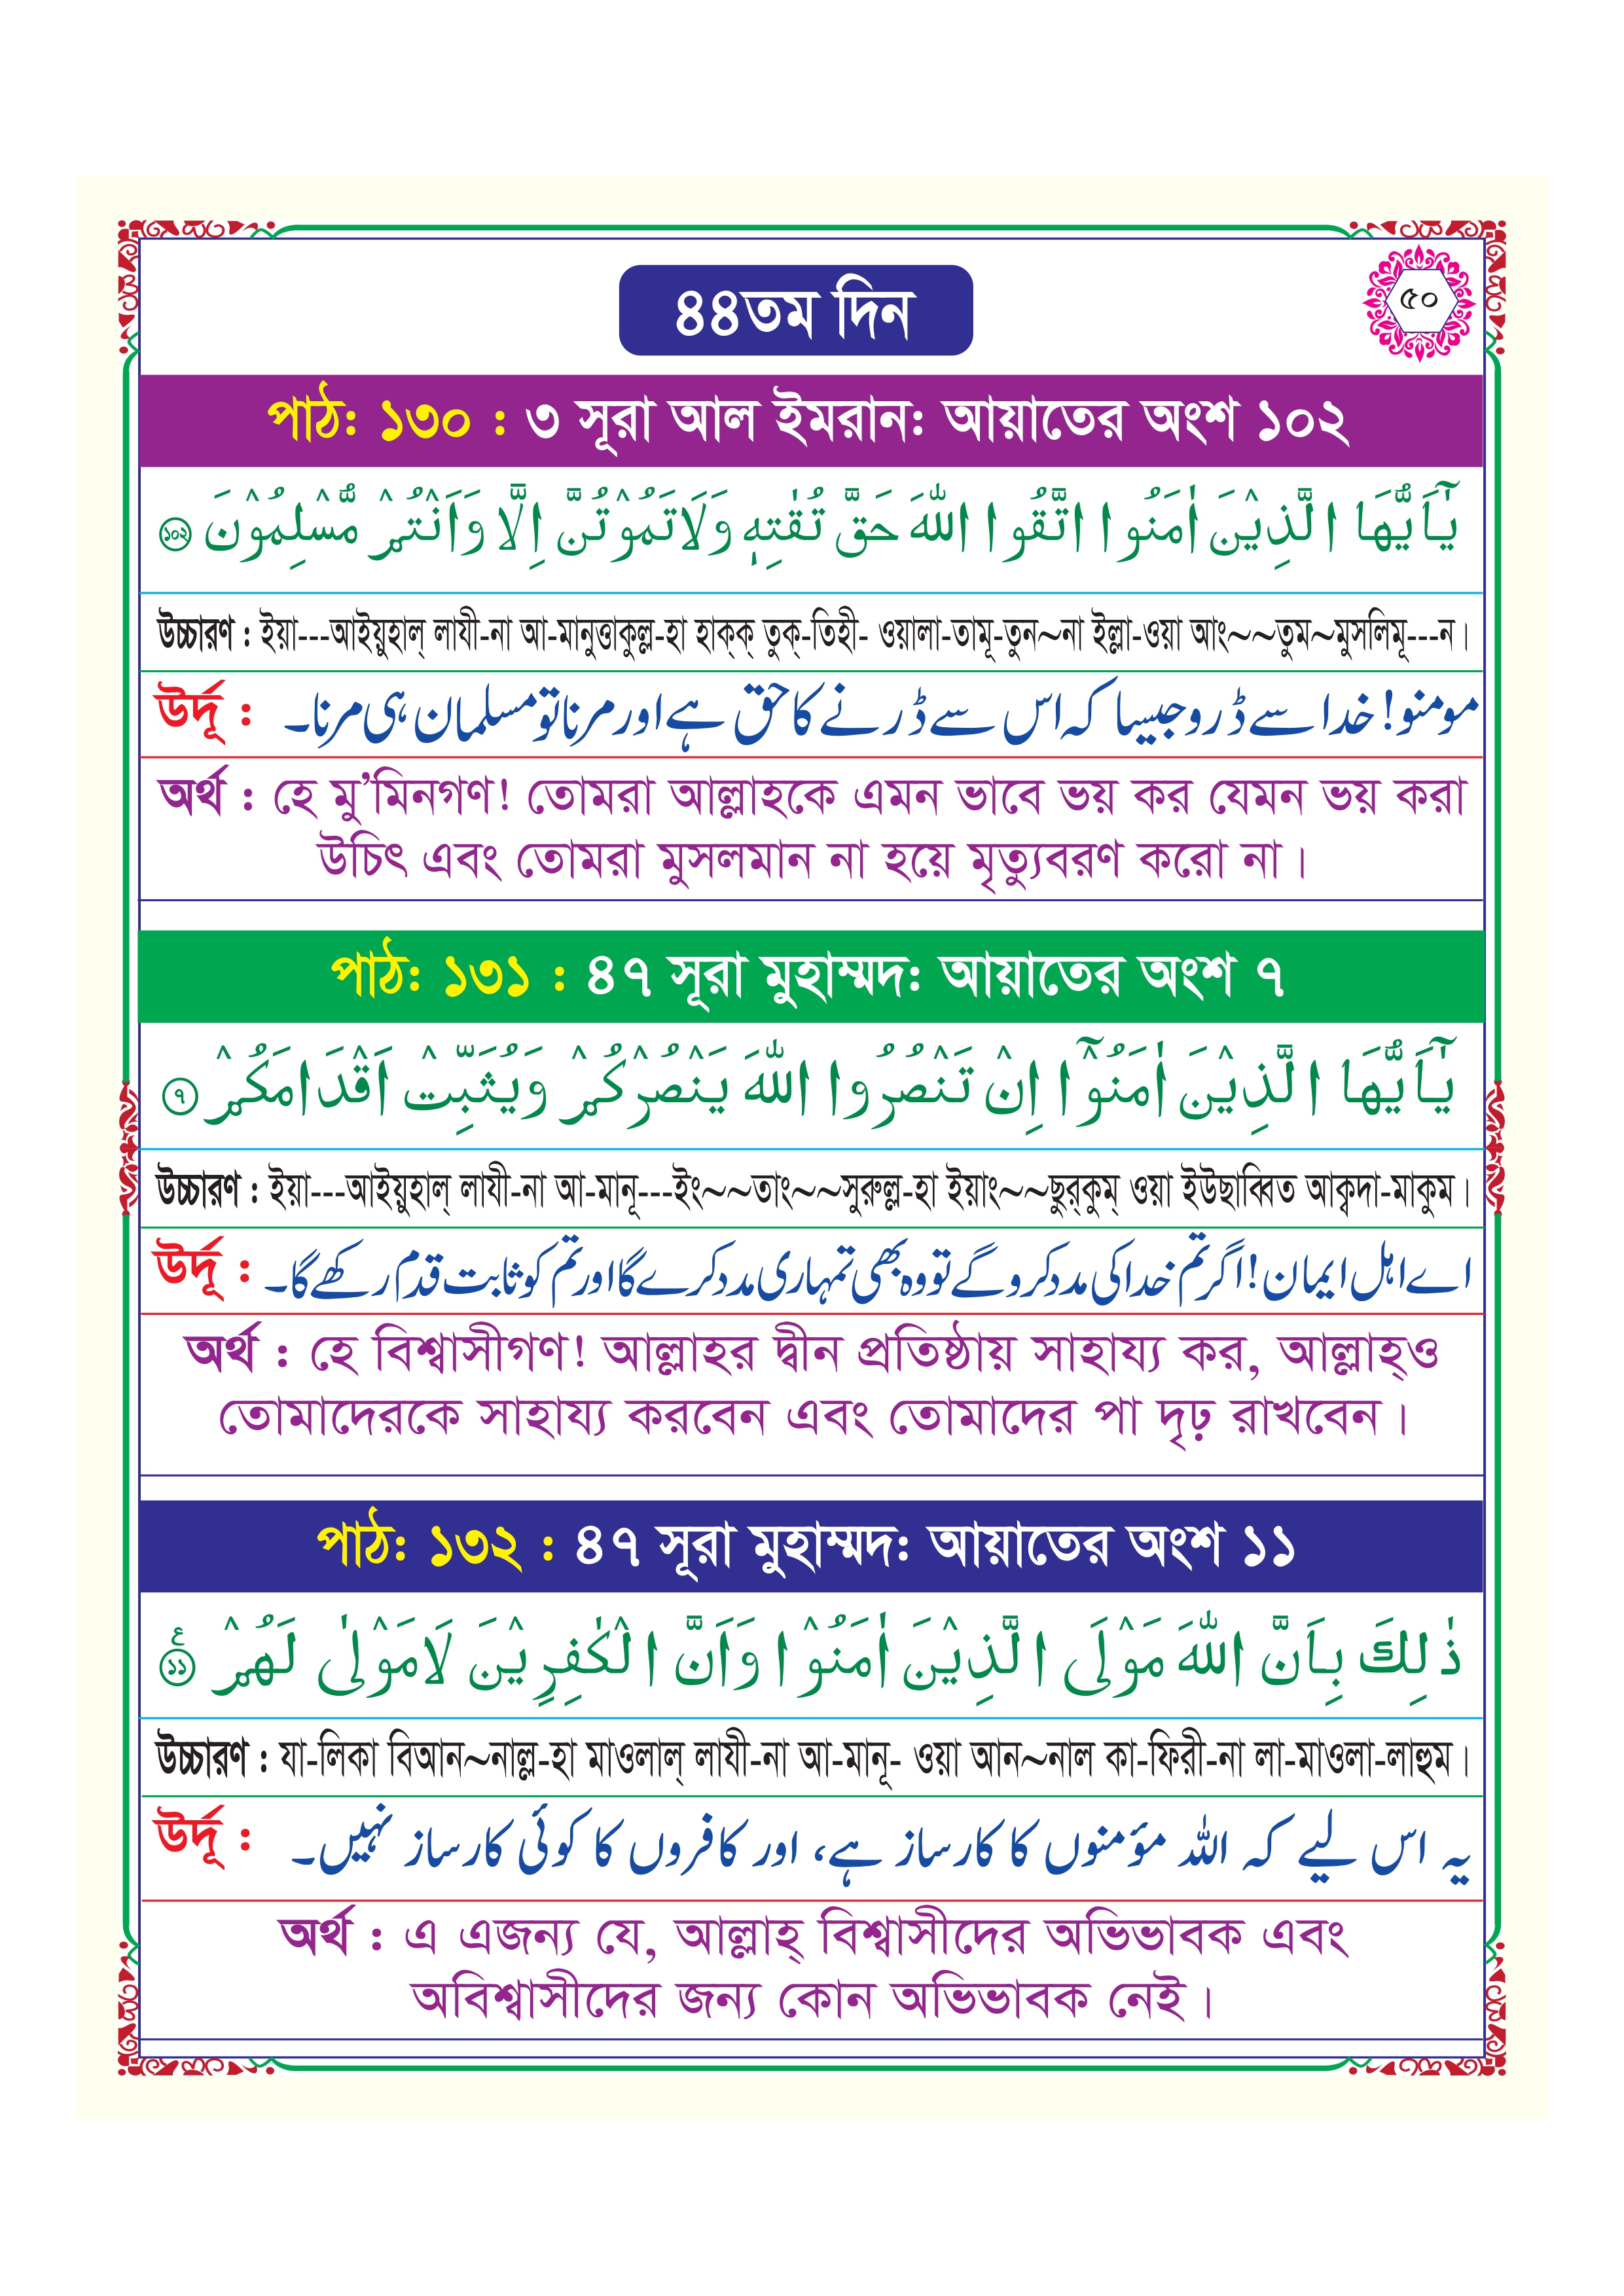 ৪৪তম দিন
৫০
পাঠ: ১৩০ : ৩ সূরা আল ইমরান: আয়াতের অংশ ১০২
يٰۤاَيُّهَا الَّذِيْنَ اٰمَنُوا اتَّقُوا اللّٰهَ حَقَّ تُقٰتِهٖ وَلَاتَمُوْتُنَّ اِلَّا وَاَنْتُمْ مُّسْلِمُوْنَ ۝۱۰۲
উচ্চারণ : ইয়া---আইয়ুহাল্ লাযী-না আ-মানুত্তাকুল্ল-হা হাক্ক্ব তুক্-তিহী- ওয়ালা-তামূ-তুন~না ইল্লা-ওয়া আং~~তুম~মুসলিমূ---ন।
উর্দূ : مومنو! خدا سے ڈرو جیسا کہ اس سے ڈرنے کا حق ہے اور مرنا تو مسلمان ہی مرنا۔
অর্থ : হে মু’মিনগণ! তোমরা আল্লাহকে এমন ভাবে ভয় কর যেমন ভয় করা
উচিৎ এবং তোমরা মুসলমান না হয়ে মৃত্যুবরণ করো না।
পাঠ: ১৩১ : ৪৭ সূরা মুহাম্মদ: আয়াতের অংশ ৭
يٰۤاَيُّهَا الَّذِيْنَ اٰمَنُوْۤا اِنْ تَنْصُرُوا اللّٰهَ يَنْصُرْكُمْ وَيُثَبِّتْ اَقْدَامَكُمْ ۝۷
উচ্চারণ : ইয়া---আইয়ুহাল্ লাযী-না আ-মানূ---ইং~~তাং~~সুরুল্ল-হা ইয়াং~~ছুর্কুম্ ওয়া ইউছাব্বিত আক্বদা-মাকুম।
উর্দূ : اے اہل ایمان! اگر تم خدا کی مدد کرو گے تو وہ بھی تمہاری مدد کرے گا اور تم کو ثابت قدم رکھے گا۔
অর্থ : হে বিশ্বাসীগণ! আল্লাহর দ্বীন প্রতিষ্ঠায় সাহায্য কর, আল্লাহ্ও
তোমাদেরকে সাহায্য করবেন এবং তোমাদের পা দৃঢ় রাখবেন।
পাঠ: ১৩২ : ৪৭ সূরা মুহাম্মদ: আয়াতের অংশ ১১
ذٰلِكَ بِاَنَّ اللّٰهَ مَوْلَى الَّذِيْنَ اٰمَنُوْا وَاَنَّ الْكٰفِرِيْنَ لَامَوْلٰى لَهُمْ ۝۱۱ ع
উচ্চারণ : যা-লিকা বিআন~নাল্ল-হা মাওলাল্ লাযী-না আ-মানূ- ওয়া আন~নাল কা-ফিরী-না লা-মাওলা-লাহুম।
উর্দূ : یہ اس لیے کہ اللہ مؤمنوں کا کارساز ہے، اور کافروں کا کوئی کارساز نہیں۔
অর্থ : এ এজন্য যে, আল্লাহ্ বিশ্বাসীদের অভিভাবক এবং
অবিশ্বাসীদের জন্য কোন অভিভাবক নেই।